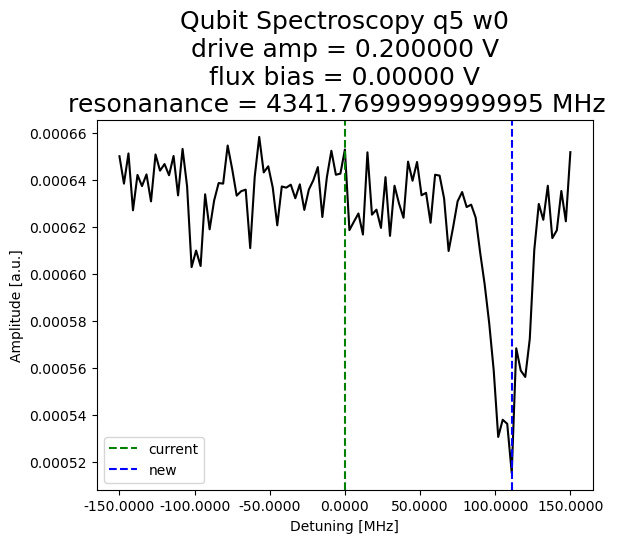 Qubit Spectroscopy q5 w0
drive amp = 0.200000 V
flux bias = 0.00000 V
resonanance = 4341.7699999999995 MHz
0.00066
0.00064
0.00062
0.00060
0.00058
0.00056
0.00054
0.00052
Amplitude [a.u.]
current
new
-150.0000 -100.0000 -50.0000 0.0000 50.0000 100.0000 150.0000
Detuning [MHz]